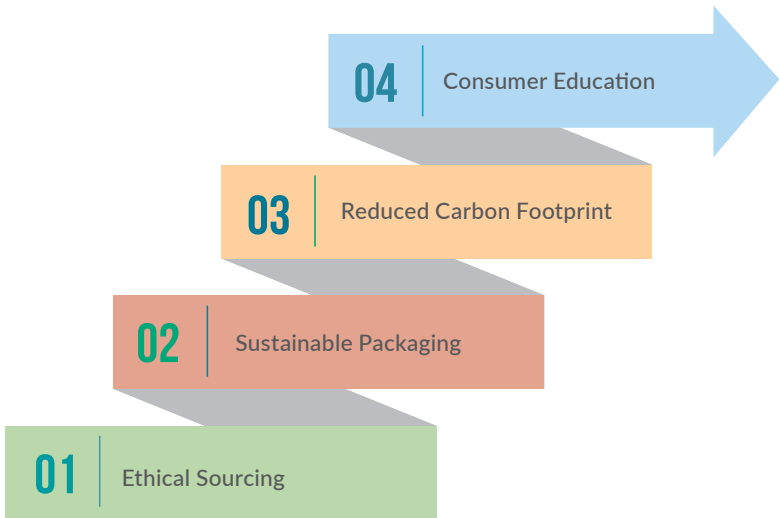 04 Consumer Education
03 Reduced Carbon Footprint
02 Sustainable Packaging
01 Ethical Sourcing